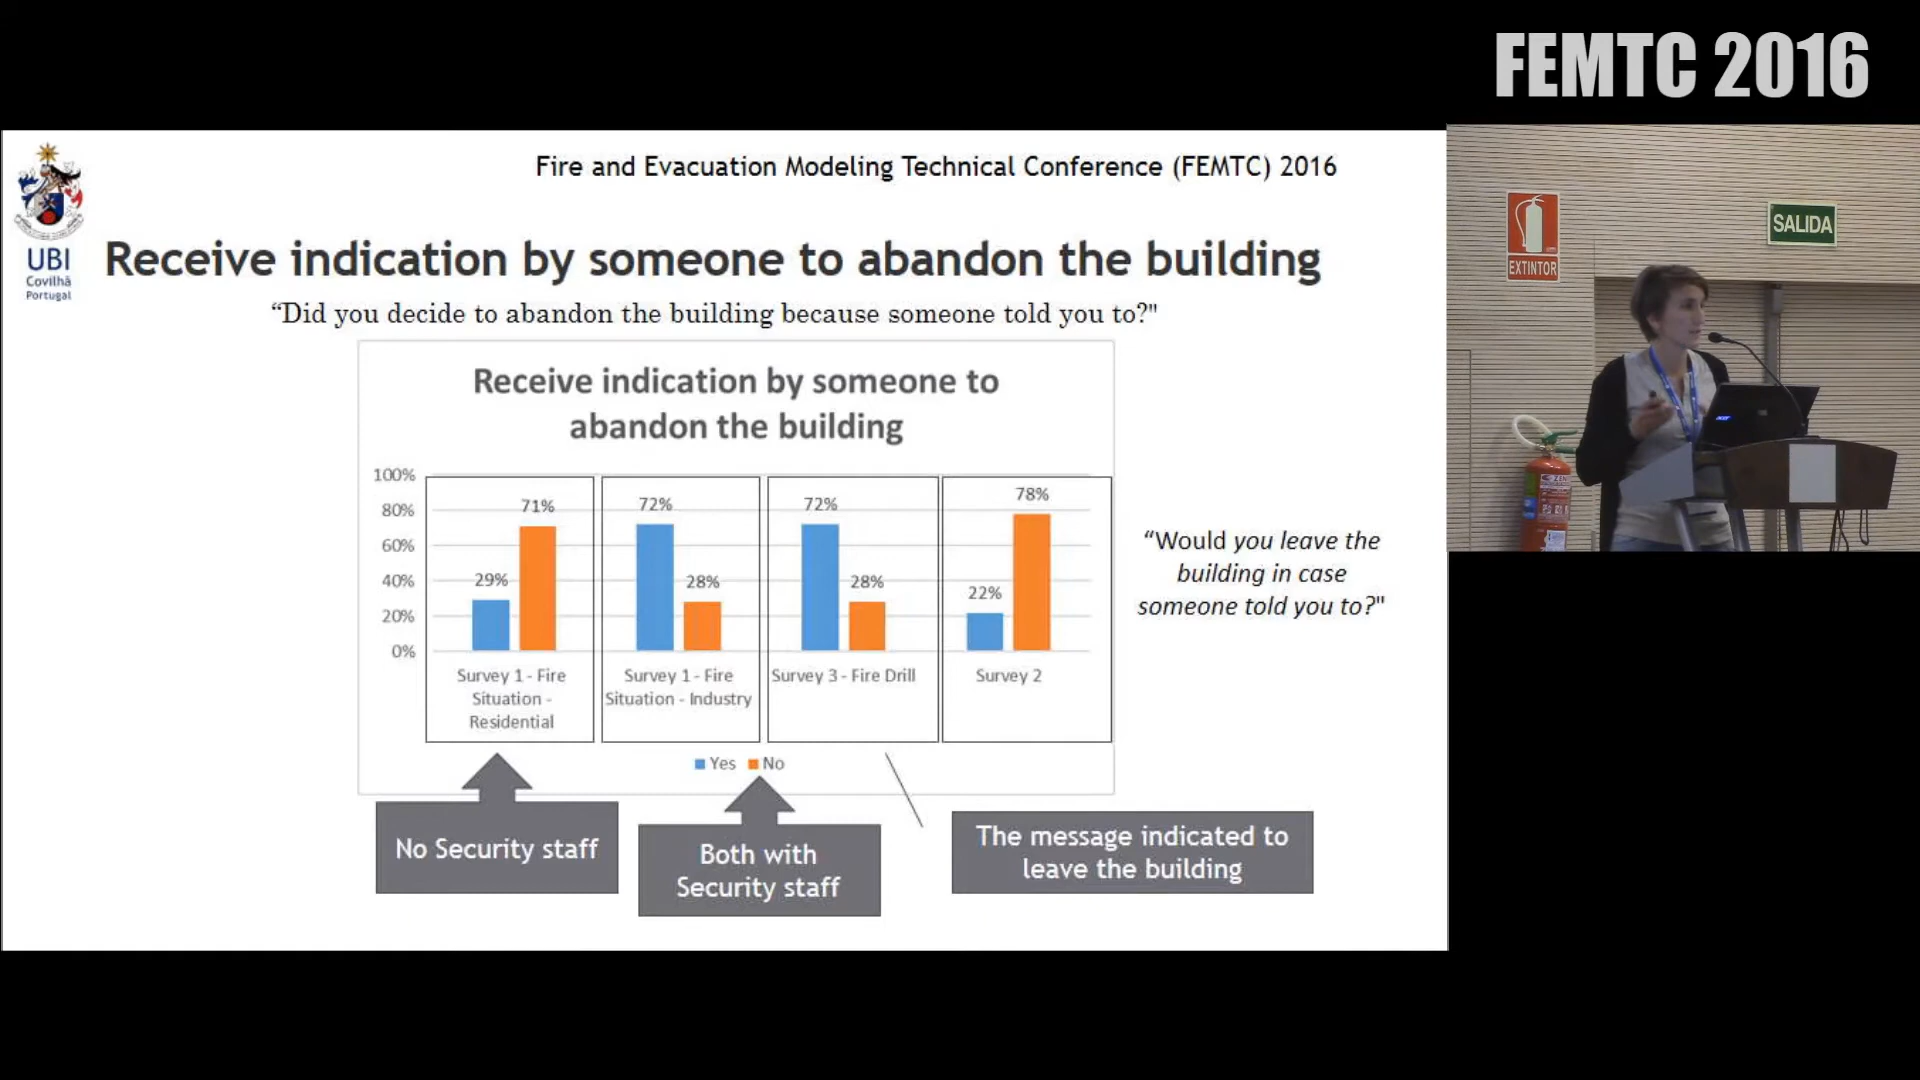 FEMTC 2016
Fire and Evacuation Modeling Technical Conference (FEMTC) 2016
UBI
Covilhã
Portugal
Receive indication by someone to abandon the building
“Did you decide to abandon the building because someone told you to?"
Receive indication by someone to
abandon the building
100%
80%
60%
40%
20%
0%
29%
71%
72%
28%
72%
28%
22%
78%
Survey 1 - Fire
Situation -
Residential
Survey 1 - Fire
Situation - Industry
Survey 3 - Fire Drill
Survey 2
Yes
No
“Would you leave the
building in case
someone told you to?"
No Security staff
Both with
Security staff
The message indicated to
leave the building
EXTINTOR
SALIDA
acer